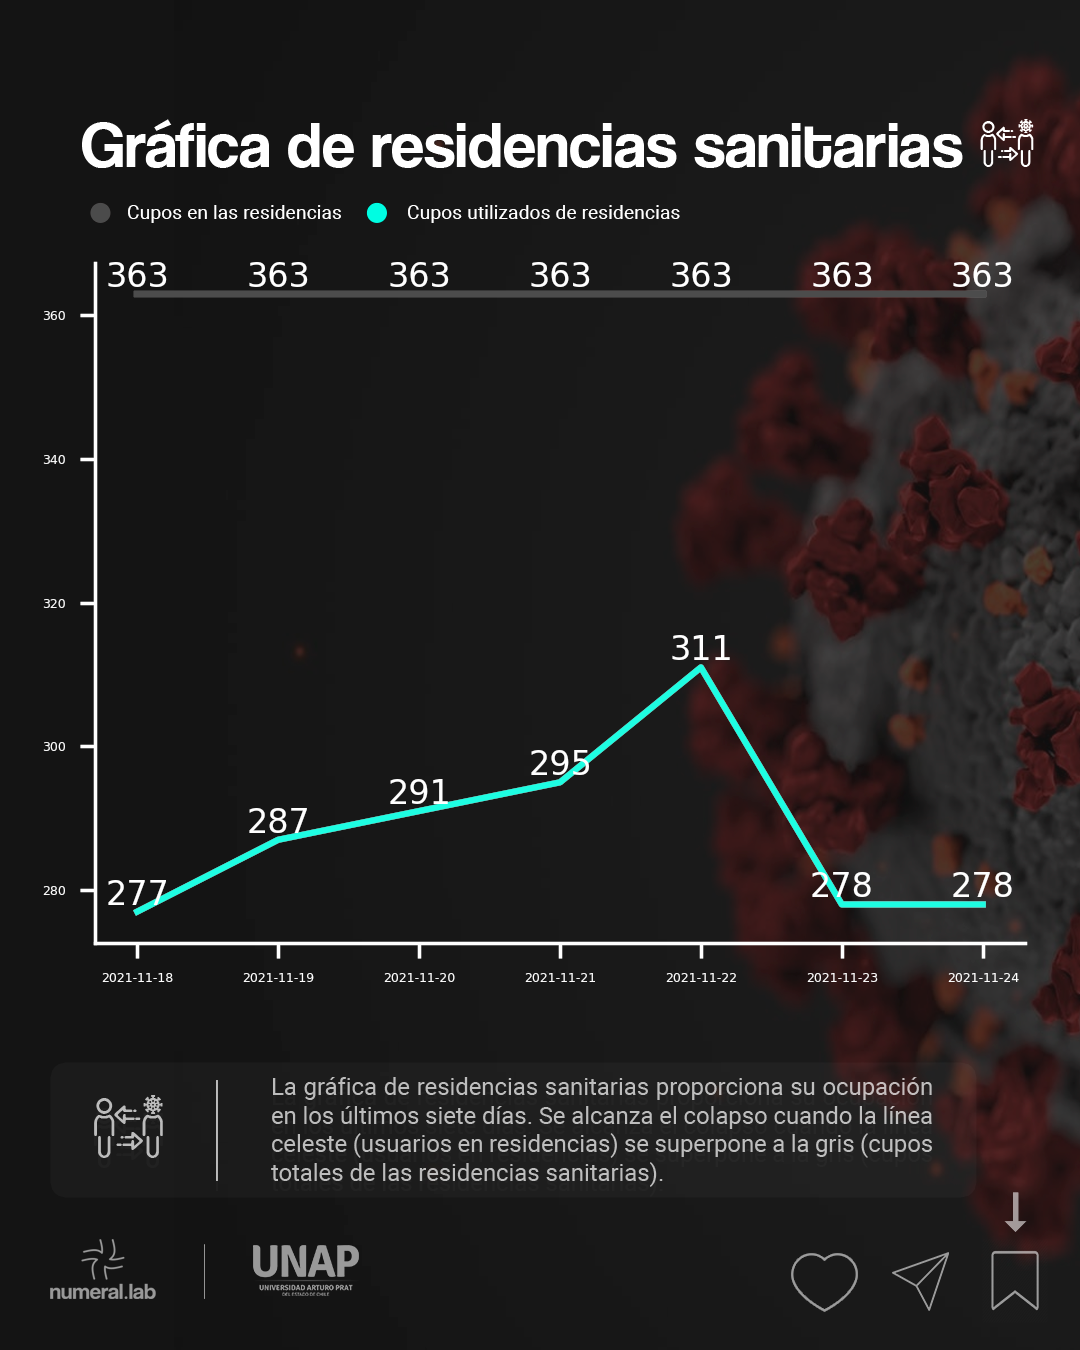 Gráfica de residencias sanitarias
Cupos en las residencias
Cupos utilizados de residencias
363 363 363 363 363 363 363
360
340
320
300
280
277 287 291 295 311 278 278
2021-11-18 2021-11-19 2021-11-20 2021-11-21 2021-11-22 2021-11-23 2021-11-24
La gráfica de residencias sanitarias proporciona su ocupación
en los últimos siete días. Se alcanza el colapso cuando la línea
celeste (usuarios en residencias) se superpone a la gris (cupos
totales de las residencias sanitarias).
numeral.lab
UNAP
UNIVERSIDAD ARTURO PRAT
DEL ESTADO DE CHILE